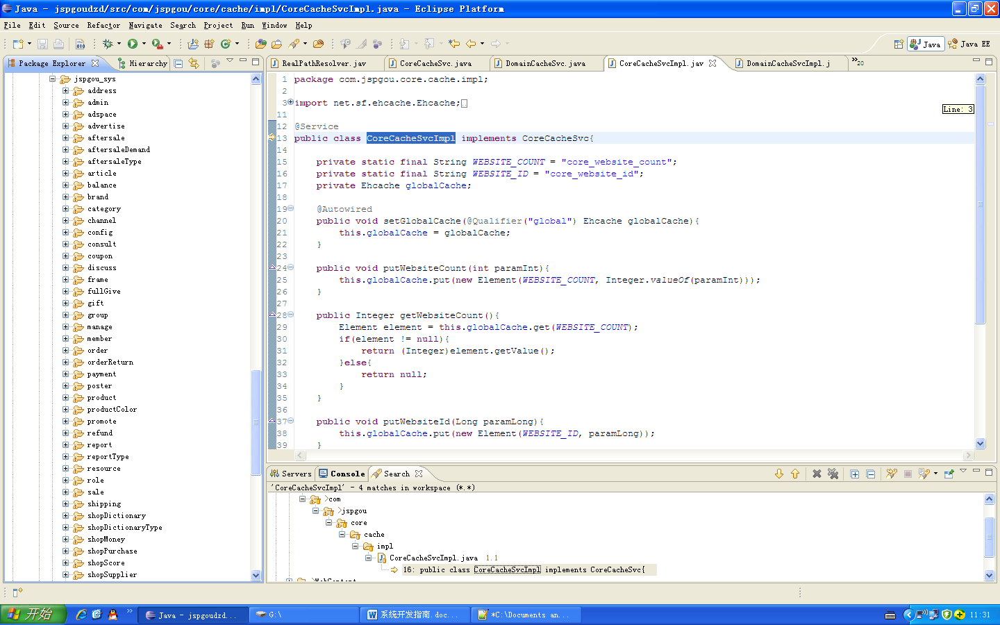 Java - jspgoudzd/src/com/jspgou/core/cache/impl/CoreCacheSvcImpl.java - Eclipse Platform
File Edit Source Refactor Navigate Search Project Run Window Help
Java Java EE
Package Explorer Hierarchy
RealPathResolver.jav CoreCacheSvc.java DomainCacheSvc.java CoreCacheSvcImpl.jav DomainCacheSvcImpl.j »20
jspgou_sys
address
admin
adspace
advertise
aftersale
aftersaleDemand
aftersaleType
article
balance
brand
category
channel
config
consult
coupon
discuss
frame
fullGive
gift
group
manage
member
order
orderReturn
payment
poster
product
productColor
promote
refund
report
reportType
resource
role
sale
shipping
shopDictionary
shopDictionaryType
shopMoney
shopPurchase
shopScore
shopSupplier
1 package com.jspgou.core.cache.impl;
2
3 import net.sf.ehcache.Ehcache;
Line: 3
11
12 @Service
13 public class CoreCacheSvcImpl implements CoreCacheSvc{
14
15 private static final String WEBSITE_COUNT = "core_website_count";
16 private static final String WEBSITE_ID = "core_website_id";
17 private Ehcache globalCache;
18
19 @Autowired
20 public void setGlobalCache(@Qualifier("global") Ehcache globalCache){
21 this.globalCache = globalCache;
22 }
23
24 public void putWebsiteCount(int paramInt){
25 this.globalCache.put(new Element(WEBSITE_COUNT, Integer.valueOf(paramInt)));
26 }
27
28 public Integer getWebsiteCount(){
29 Element element = this.globalCache.get(WEBSITE_COUNT);
30 if(element != null){
31 return (Integer)element.getValue();
32 }else{
33 return null;
34 }
35 }
36
37 public void putWebsiteId(Long paramLong){
38 this.globalCache.put(new Element(WEBSITE_ID, paramLong));
39 }
Servers Console Search
'CoreCacheSvcImpl' - 4 matches in workspace (*.*)
>com
>jspgou
core
cache
impl
CoreCacheSvcImpl.java 1.1
16: public class CoreCacheSvcImpl implements CoreCacheSvc{
>WebContent
开始 Java - jspgoudzd... G:\ 系统开发指南.doc... *C:\Documents an... 11:31